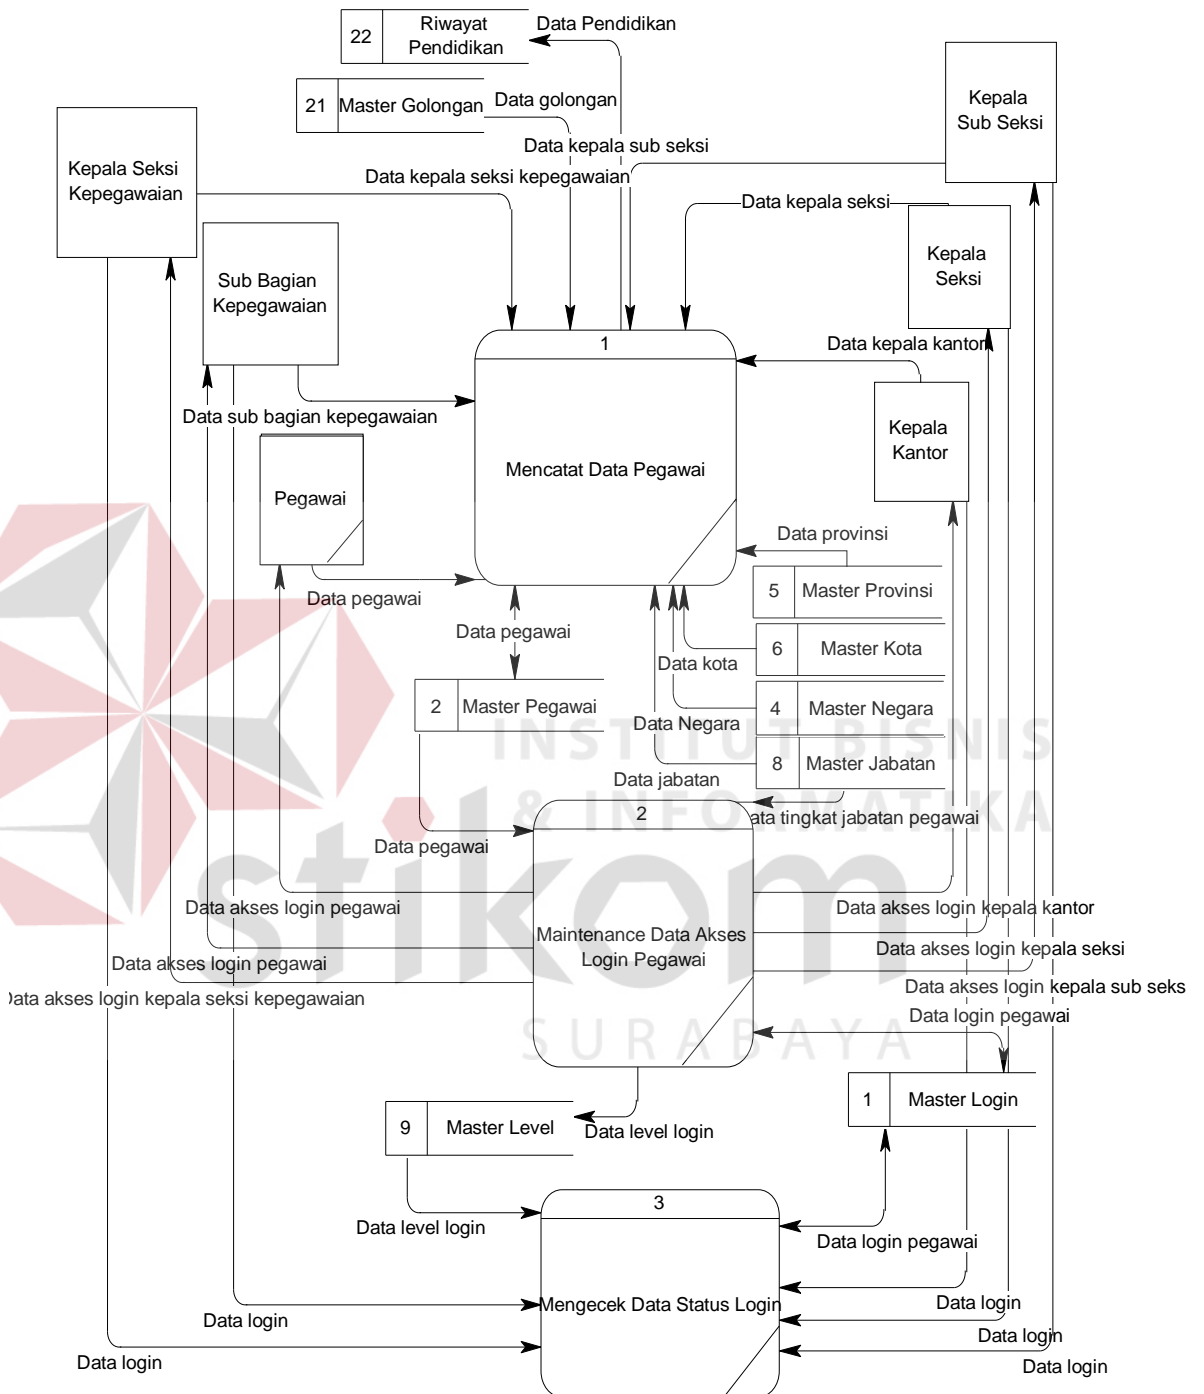 22
Riwayat
Pendidikan
Data Pendidikan
21
Master Golongan
Data golongan
Kepala
Sub Seksi
Data kepala sub seksi
Kepala Seksi
Kepegawaian
Data kepala seksi kepegawaian
Data kepala seksi
Kepala
Seksi
Sub Bagian
Kepegawaian
1
Data kepala kantor
Data sub bagian kepegawaian
Kepala
Kantor
Mencatat Data Pegawai
Pegawai
Data provinsi
5
Master Provinsi
Data pegawai
Data pegawai
6
Master Kota
Data kota
2
Master Pegawai
4
Master Negara
Data Negara
INSTITUT BISNIS
8
Master Jabatan
Data jabatan
& INFORMATIKA
2
ata tingkat jabatan pegawai
Data pegawai
stikom
Data akses login pegawai
Data akses login kepala kantor
Maintenance Data Akses
Login Pegawai
Data akses login kepala seksi
Data akses login pegawai
Data akses login kepala sub seks
Data akses login kepala seksi kepegawaian
Data login pegawai
SURABAYA
1
Master Login
9
Master Level
Data level login
3
Data level login
Data login pegawai
Mengecek Data Status Login
Data login
Data login
Data login
Data login
Data login